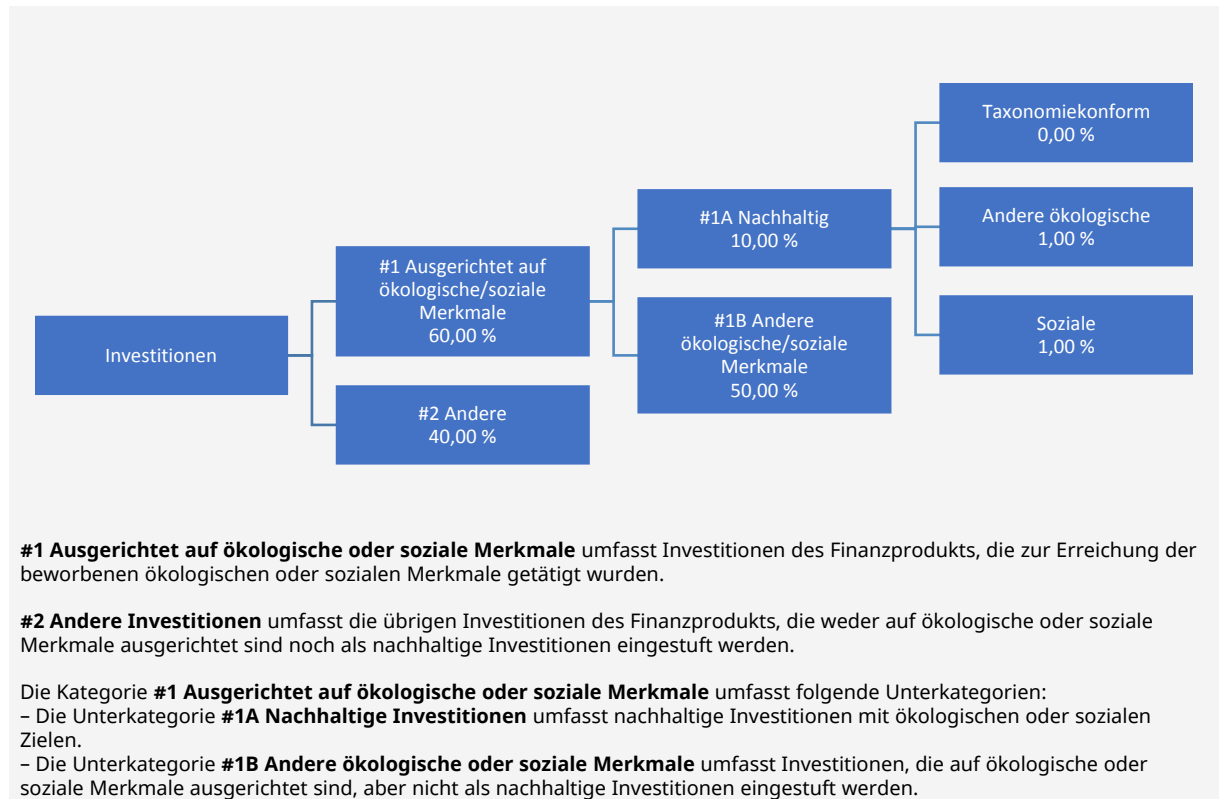 Investitionen
#1 Ausgerichtet auf
ökologische/soziale
Merkmale
60,00 %
#2 Andere
40,00 %
#1A Nachhaltig
10,00 %
#1B Andere
ökologische/soziale
Merkmale
50,00 %
Taxonomiekonform
0,00 %
Andere ökologische
1,00 %
Soziale
1,00 %
#1 Ausgerichtet auf ökologische oder soziale Merkmale umfasst Investitionen des Finanzprodukts, die zur Erreichung der
beworbenen ökologischen oder sozialen Merkmale getätigt wurden.
#2 Andere Investitionen umfasst die übrigen Investitionen des Finanzprodukts, die weder auf ökologische oder soziale
Merkmale ausgerichtet sind noch als nachhaltige Investitionen eingestuft werden.
Die Kategorie #1 Ausgerichtet auf ökologische oder soziale Merkmale umfasst folgende Unterkategorien:
– Die Unterkategorie #1A Nachhaltige Investitionen umfasst nachhaltige Investitionen mit ökologischen oder sozialen
Zielen.
– Die Unterkategorie #1B Andere ökologische oder soziale Merkmale umfasst Investitionen, die auf ökologische oder
soziale Merkmale ausgerichtet sind, aber nicht als nachhaltige Investitionen eingestuft werden.